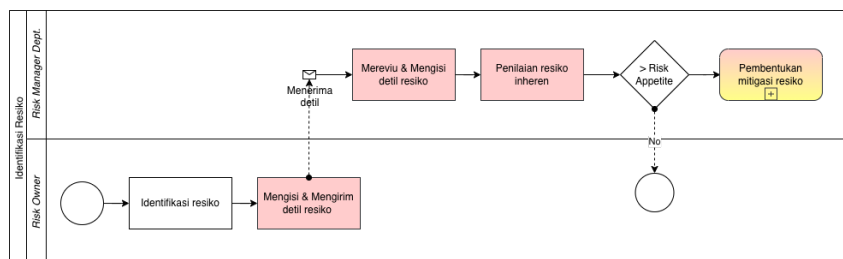 Identifikasi Resiko
Risk Manager Dept.
Menerima
detil
Mereviu & Mengisi
detil resiko
Penilaian resiko
inheren
> Risk
Appetite
Pembentukan
mitigasi resiko
No
Risk Owner
Identifikasi resiko
Mengisi & Mengirim
detil resiko